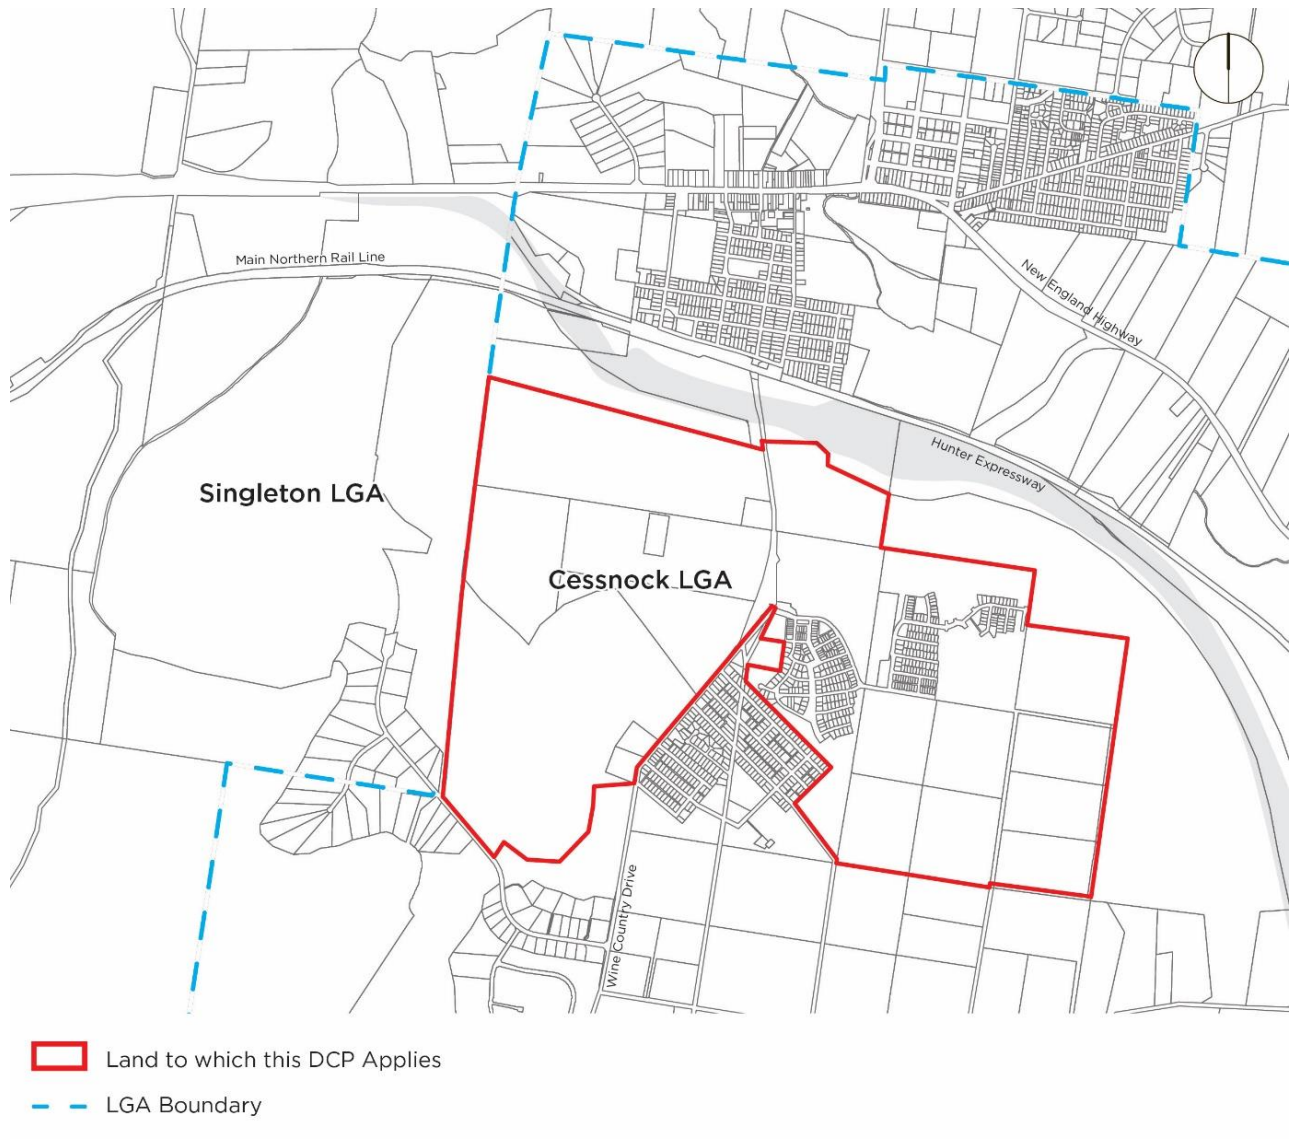 Main Northern Rail Line
New England Highway
Hunter Expressway
Singleton LGA
Cessnock LGA
Wine Country Drive
Land to which this DCP Applies
LGA Boundary